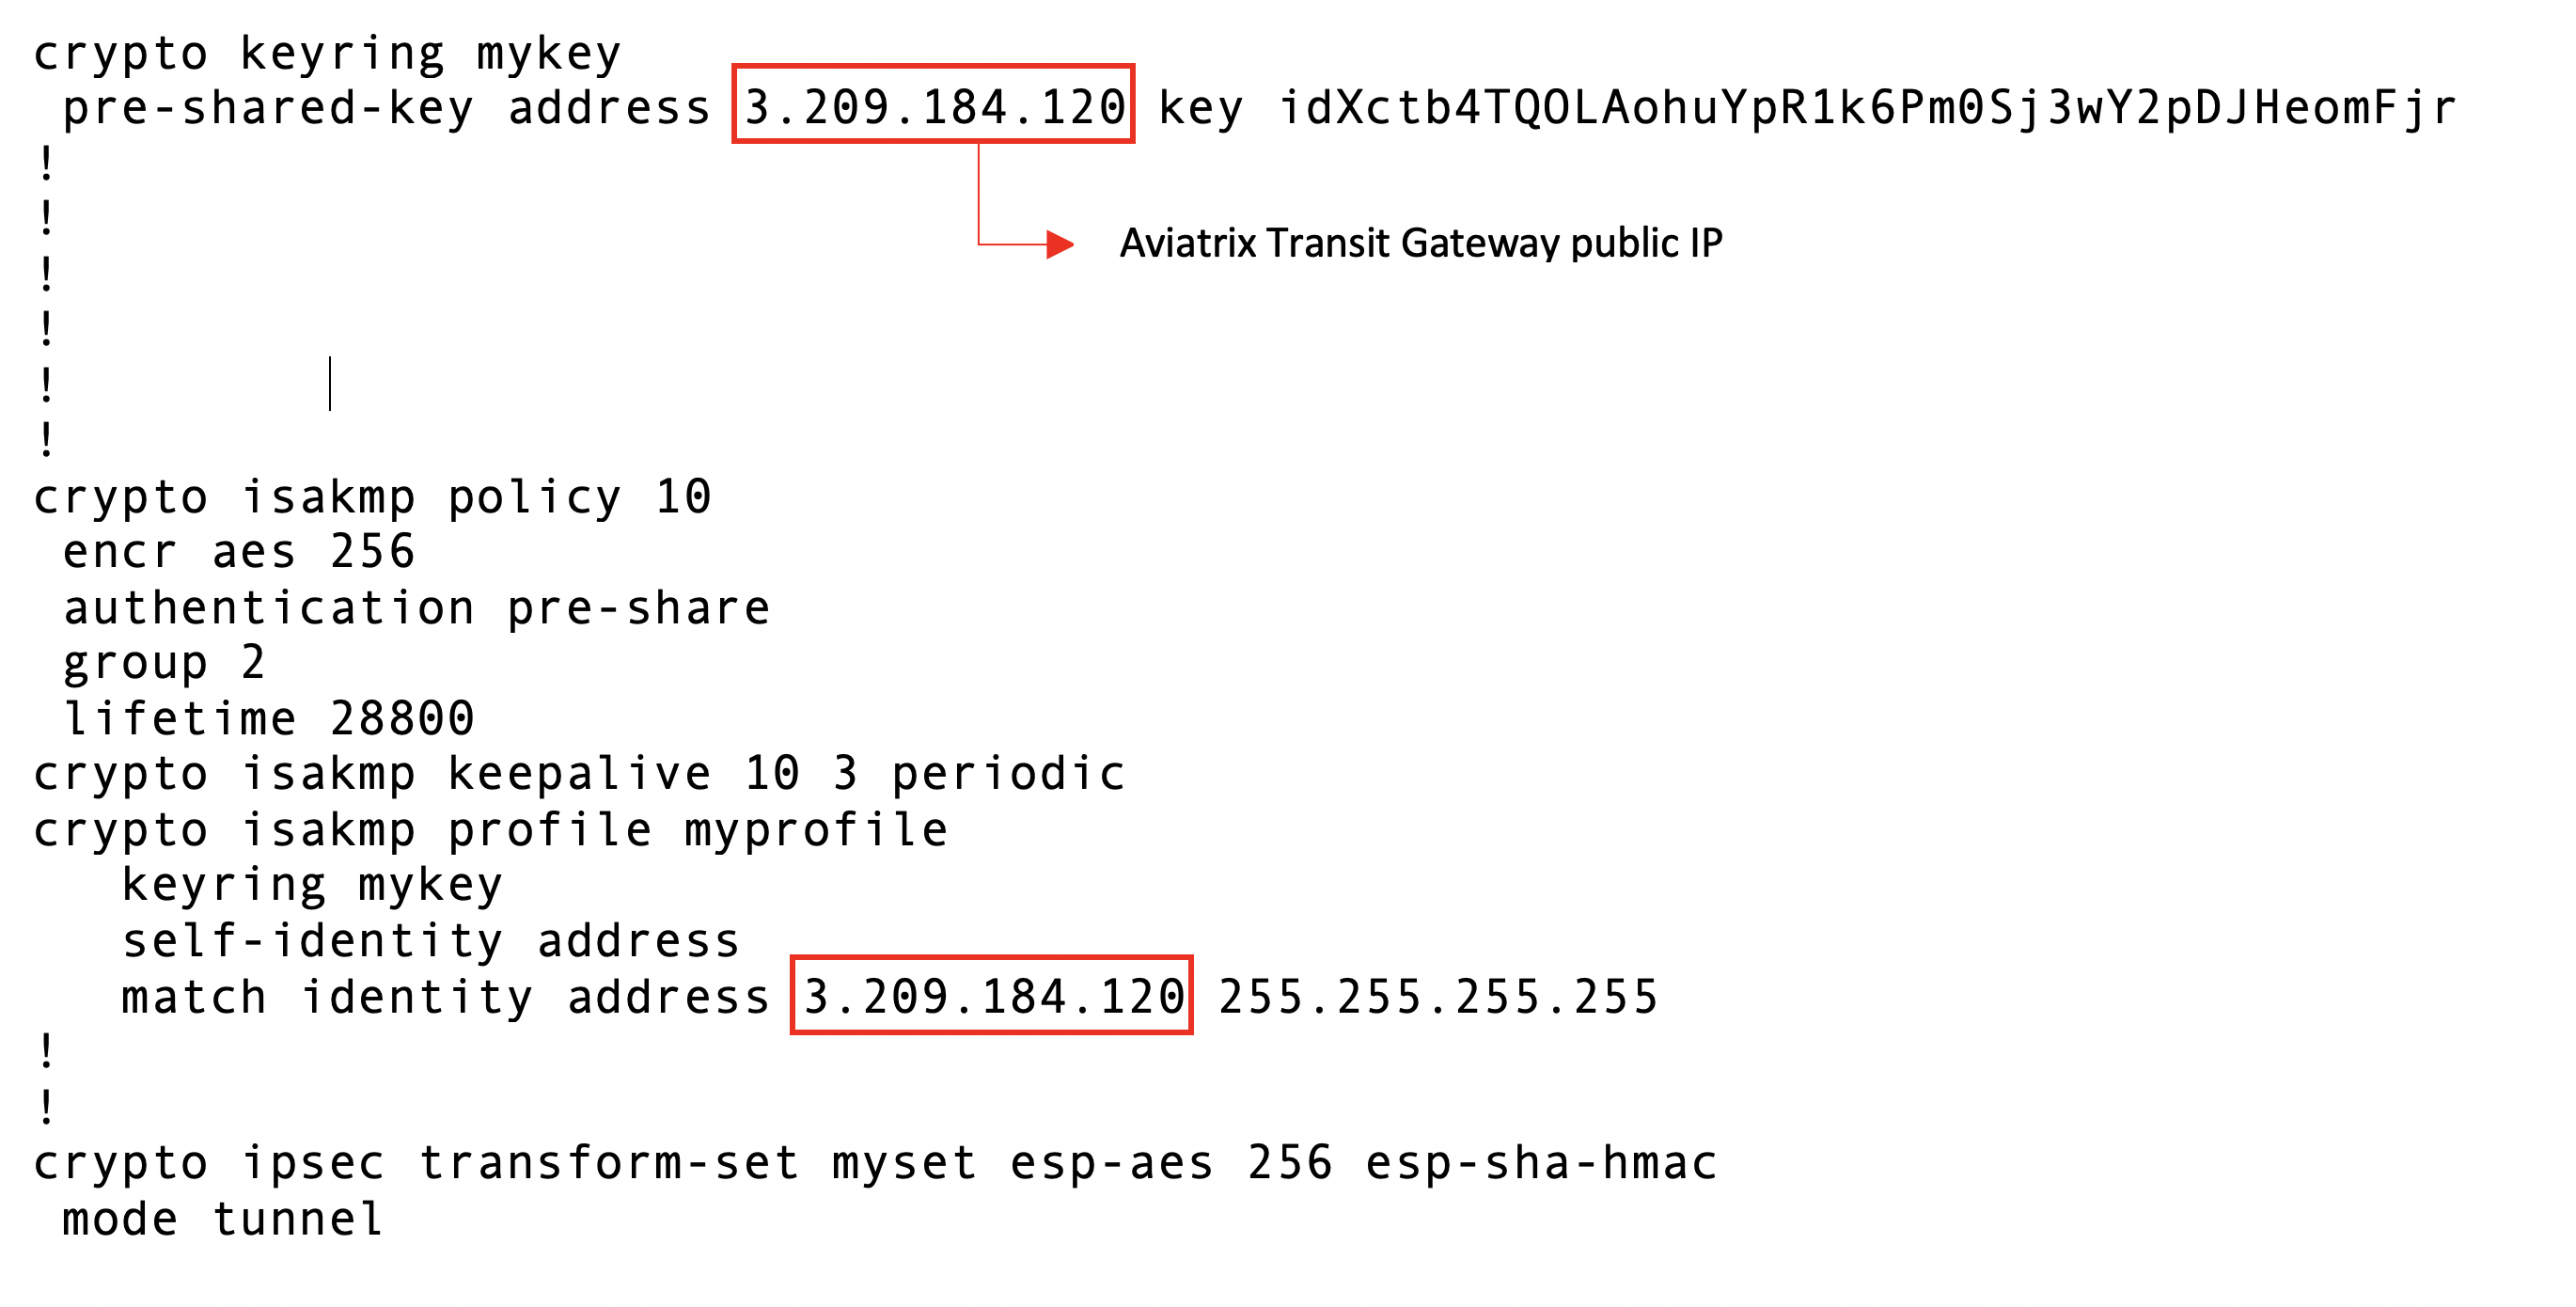 crypto keyring mykey
 pre-shared-key address 3.209.184.120 key idXctb4TQOLAohuYpR1k6Pm0Sj3wY2pDJHeomFjr
!
!
Aviatrix Transit Gateway public IP
!
!
!
!
crypto isakmp policy 10
 encr aes 256
 authentication pre-share
 group 2
 lifetime 28800
crypto isakmp keepalive 10 3 periodic
crypto isakmp profile myprofile
   keyring mykey
   self-identity address
   match identity address 3.209.184.120 255.255.255.255
!
!
crypto ipsec transform-set myset esp-aes 256 esp-sha-hmac
 mode tunnel